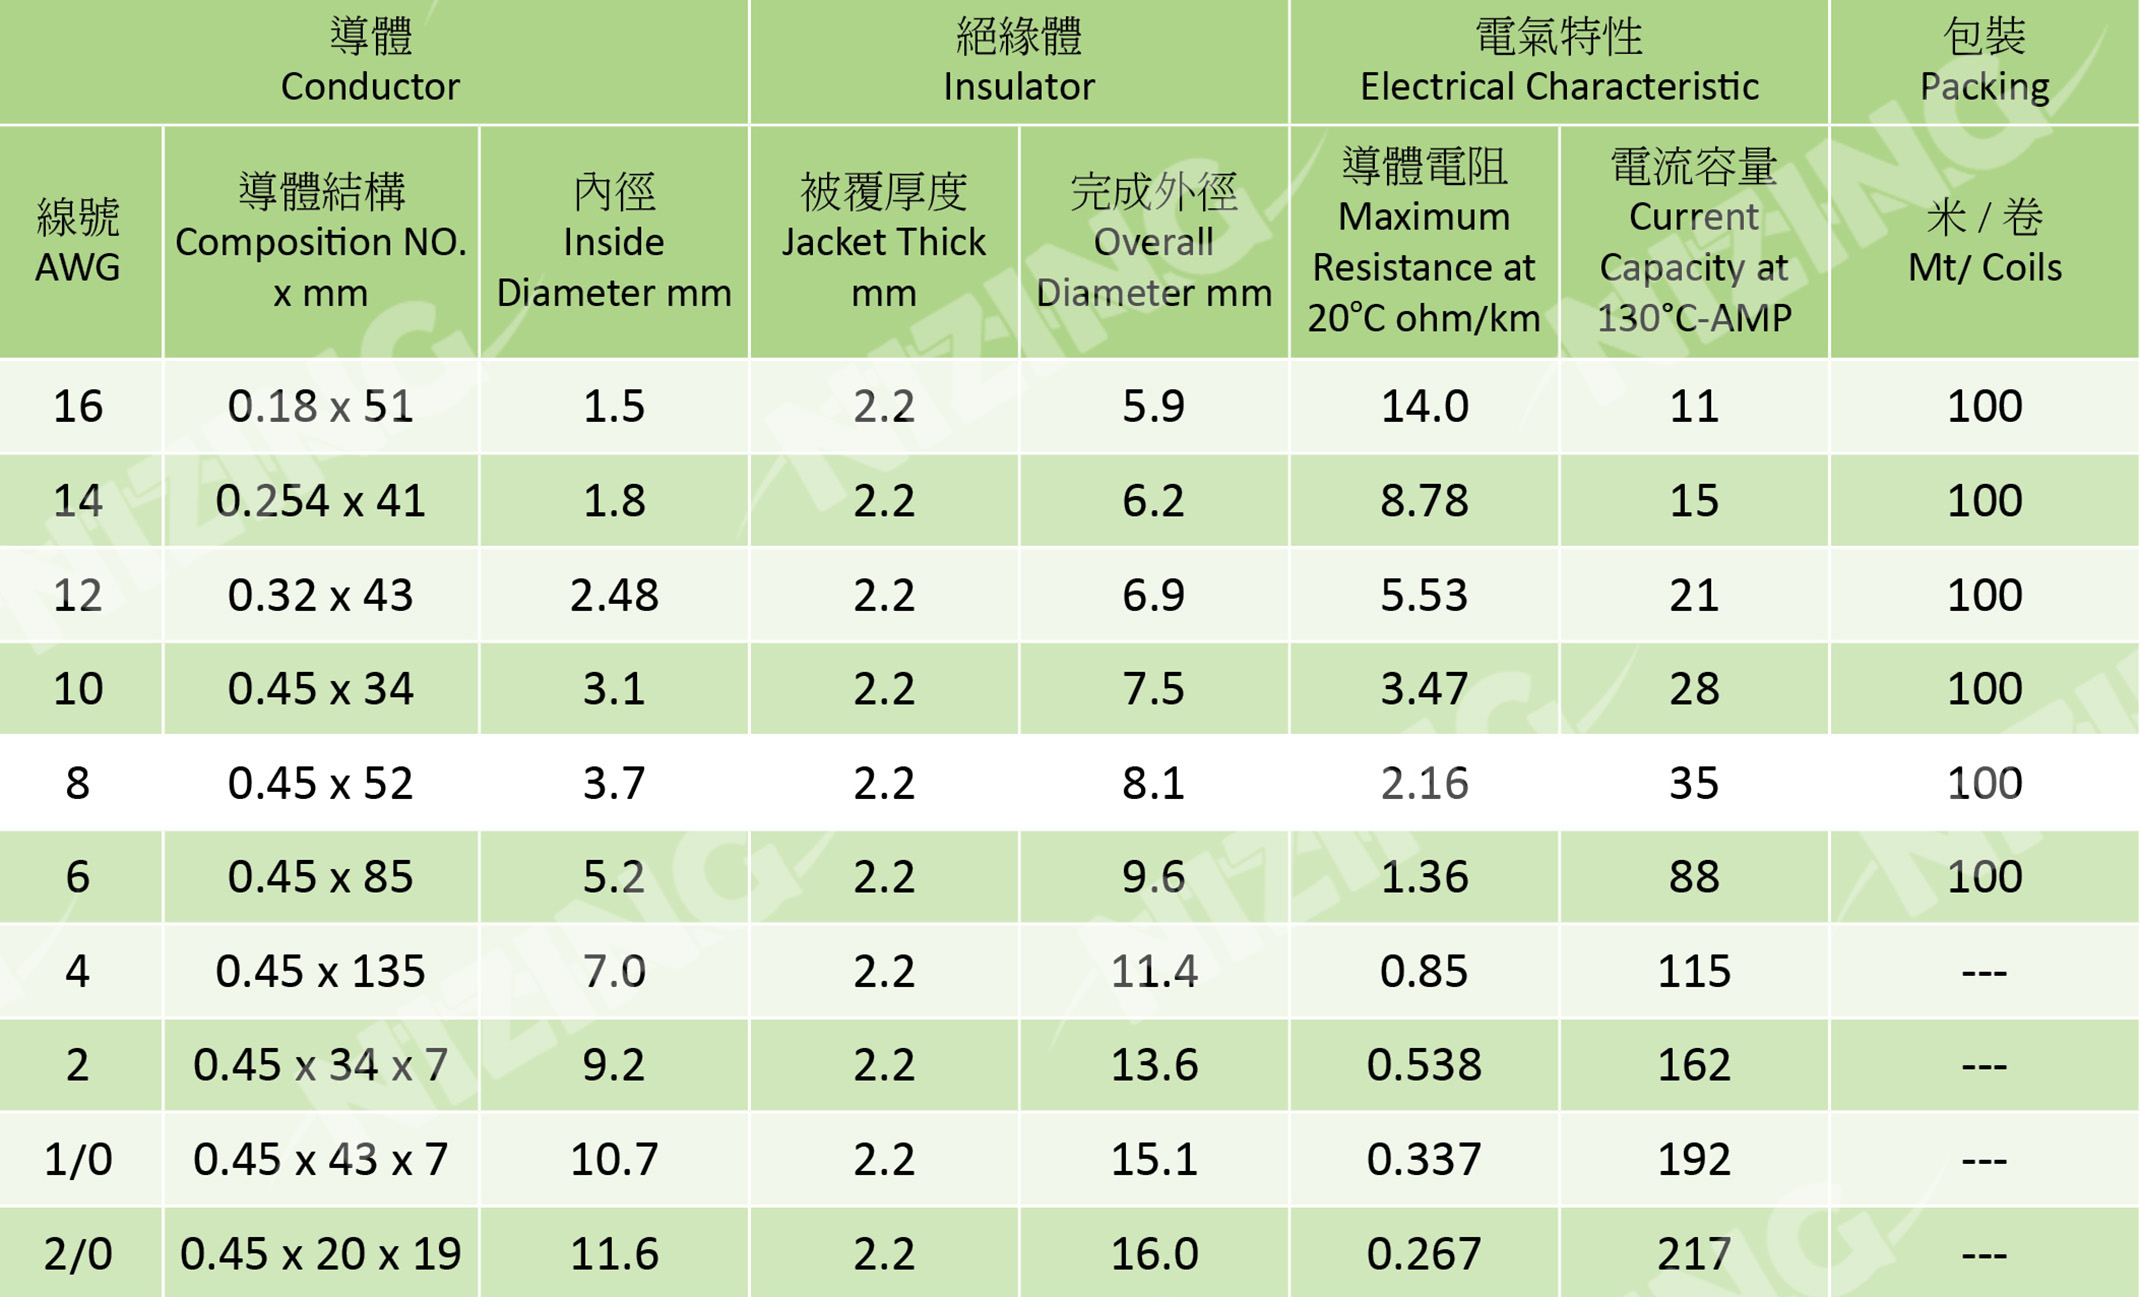 導體
Conductor
絕緣體
Insulator
電氣特性
Electrical Characteristic
包裝
Packing
線號
AWG
導體結構
Composition NO.
x mm
內徑
Inside
Diameter mm
被覆厚度
Jacket Thick
mm
完成外徑
Overall
Diameter mm
導體電阻
Maximum
Resistance at
20°C ohm/km
電流容量
Current
Capacity at
130°C-AMP
米 / 卷
Mt/ Coils
16 0.18 x 51 1.5 2.2 5.9 14.0 11 100
14 0.254 x 41 1.8 2.2 6.2 8.78 15 100
12 0.32 x 43 2.48 2.2 6.9 5.53 21 100
10 0.45 x 34 3.1 2.2 7.5 3.47 28 100
8 0.45 x 52 3.7 2.2 8.1 2.16 35 100
6 0.45 x 85 5.2 2.2 9.6 1.36 88 100
4 0.45 x 135 7.0 2.2 11.4 0.85 115 ---
2 0.45 x 34 x 7 9.2 2.2 13.6 0.538 162 ---
1/0 0.45 x 43 x 7 10.7 2.2 15.1 0.337 192 ---
2/0 0.45 x 20 x 19 11.6 2.2 16.0 0.267 217 ---
NIZING
NIZING
NIZING
NIZING
NIZING